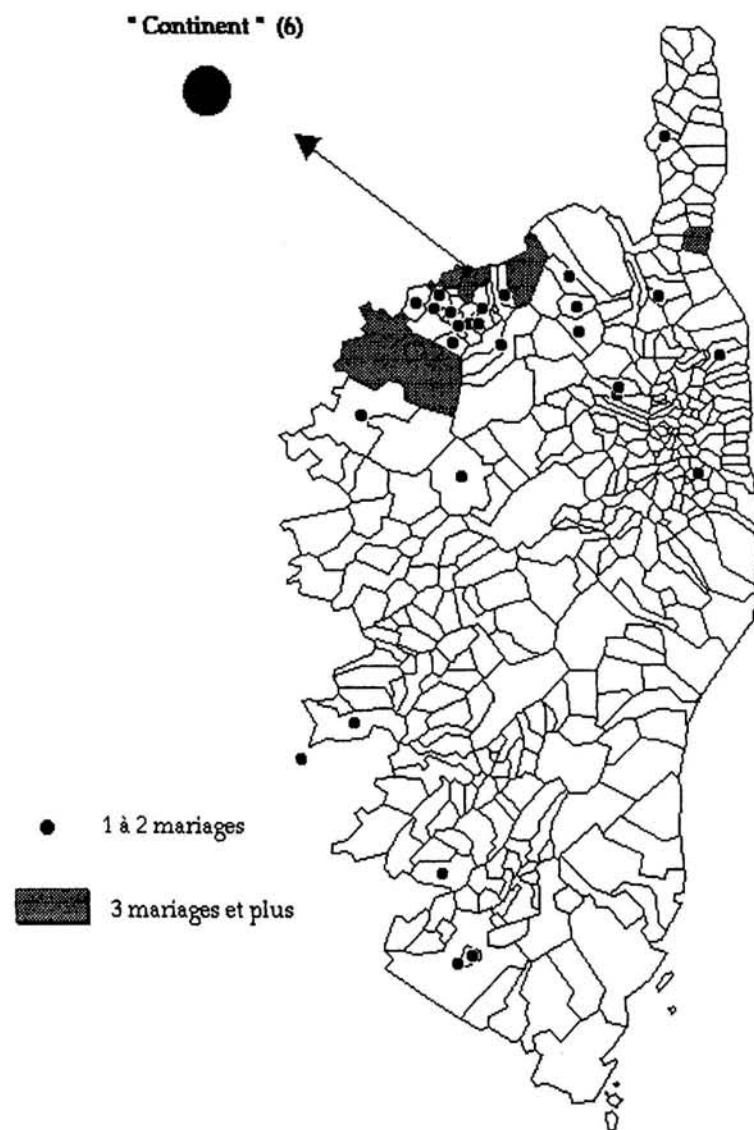 " Continent " (6)
1 à 2 mariages
3 mariages et plus